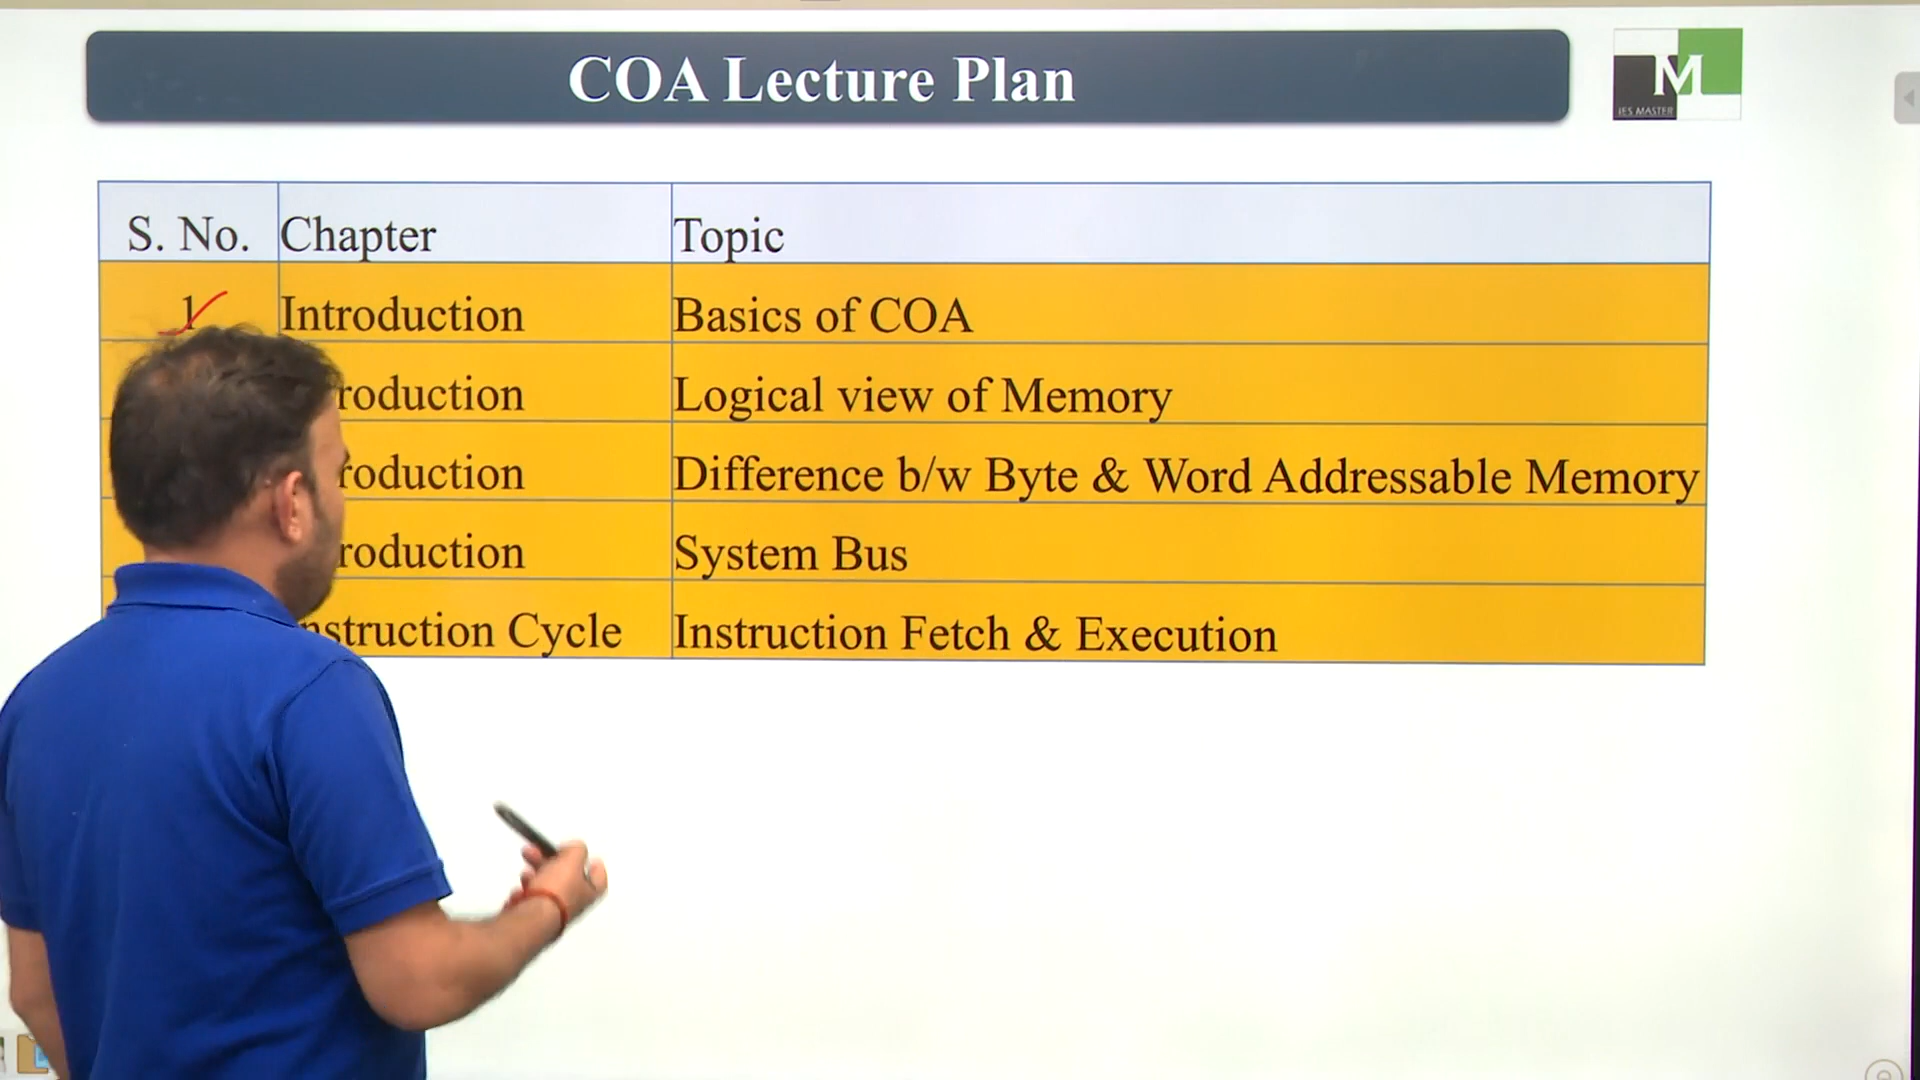 COA Lecture Plan
M
IES MASTER
S. No. Chapter Topic
1 Introduction Basics of COA
roduction Logical view of Memory
roduction Difference b/w Byte & Word Addressable Memory
roduction System Bus
nstruction Cycle Instruction Fetch & Execution